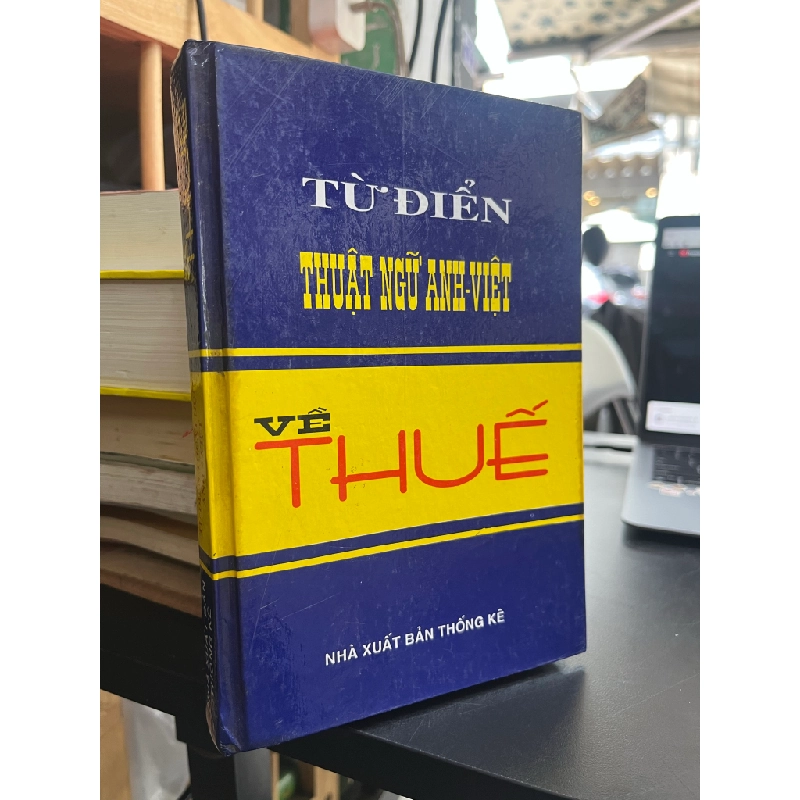 TỪ ĐIỂN
THUẬT NGỮ ANH-VIỆT
VỀ
THUẾ
NHÀ XUẤT BẢN THỐNG KÊ